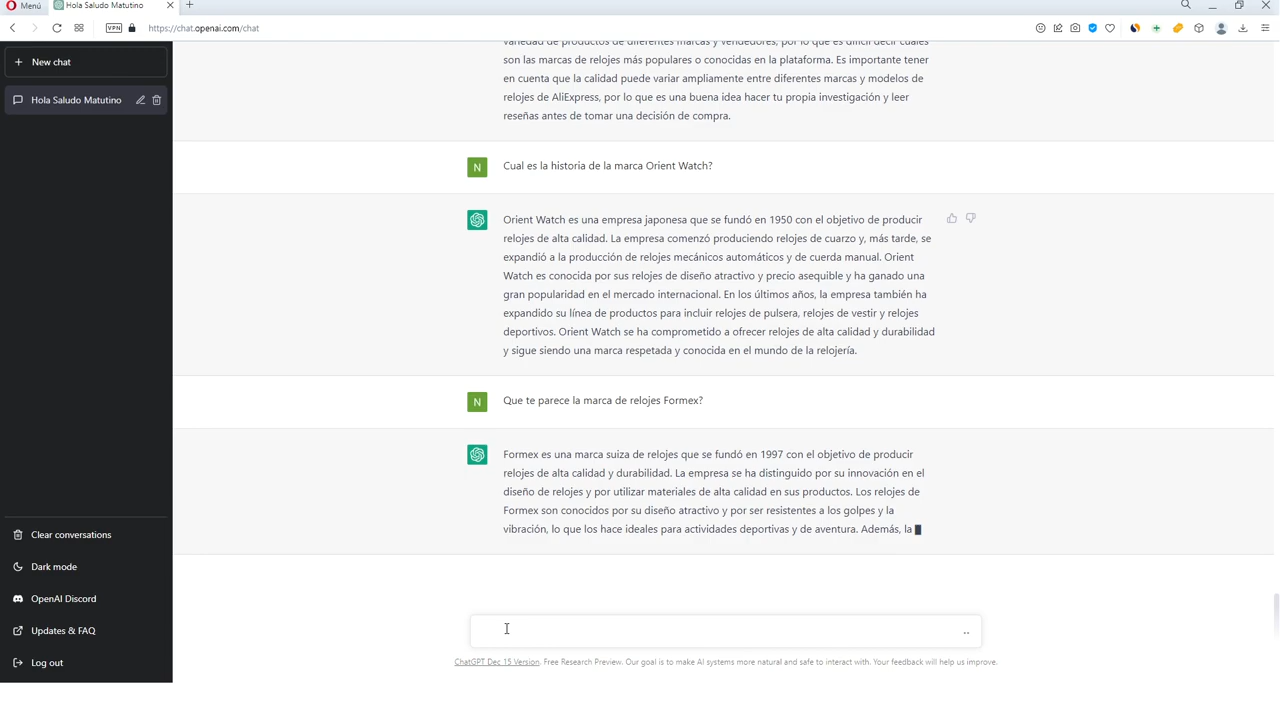 Menú
Hola Saludo Matutino
VPN
https://chat.openai.com/chat
New chat
Hola Saludo Matutino
variedad de productos de diferentes marcas y vendedores, por lo que es difícil decir cuáles
son las marcas de relojes más populares o conocidas en la plataforma. Es importante tener
en cuenta que la calidad puede variar ampliamente entre diferentes marcas y modelos de
relojes de AliExpress, por lo que es una buena idea hacer tu propia investigación y leer
reseñas antes de tomar una decisión de compra.
N
Cual es la historia de la marca Orient Watch?
Orient Watch es una empresa japonesa que se fundó en 1950 con el objetivo de producir
relojes de alta calidad. La empresa comenzó produciendo relojes de cuarzo y, más tarde, se
expandió a la producción de relojes mecánicos automáticos y de cuerda manual. Orient
Watch es conocida por sus relojes de diseño atractivo y precio asequible y ha ganado una
gran popularidad en el mercado internacional. En los últimos años, la empresa también ha
expandido su línea de productos para incluir relojes de pulsera, relojes de vestir y relojes
deportivos. Orient Watch se ha comprometido a ofrecer relojes de alta calidad y durabilidad
y sigue siendo una marca respetada y conocida en el mundo de la relojería.
N
Que te parece la marca de relojes Formex?
Formex es una marca suiza de relojes que se fundó en 1997 con el objetivo de producir
relojes de alta calidad y durabilidad. La empresa se ha distinguido por su innovación en el
diseño de relojes y por utilizar materiales de alta calidad en sus productos. Los relojes de
Formex son conocidos por su diseño atractivo y por ser resistentes a los golpes y la
vibración, lo que los hace ideales para actividades deportivas y de aventura. Además, la
Clear conversations
Dark mode
OpenAI Discord
Updates & FAQ
Log out
..
ChatGPT Dec 15 Version. Free Research Preview. Our goal is to make AI systems more natural and safe to interact with. Your feedback will help us improve.